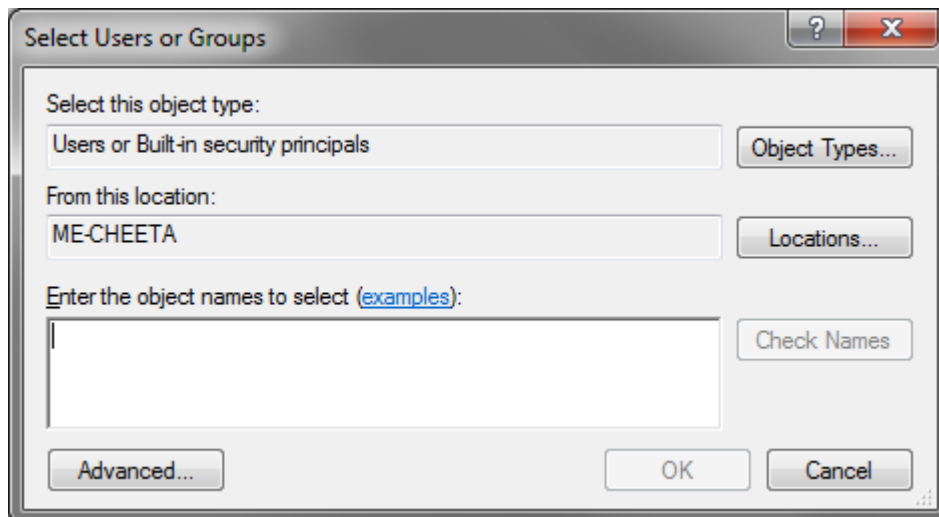 Select Users or Groups
Select this object type:
Users or Built-in security principals
Object Types...
From this location:
ME-CHEETA
Locations...
Enter the object names to select (examples):
Check Names
Advanced...
OK
Cancel